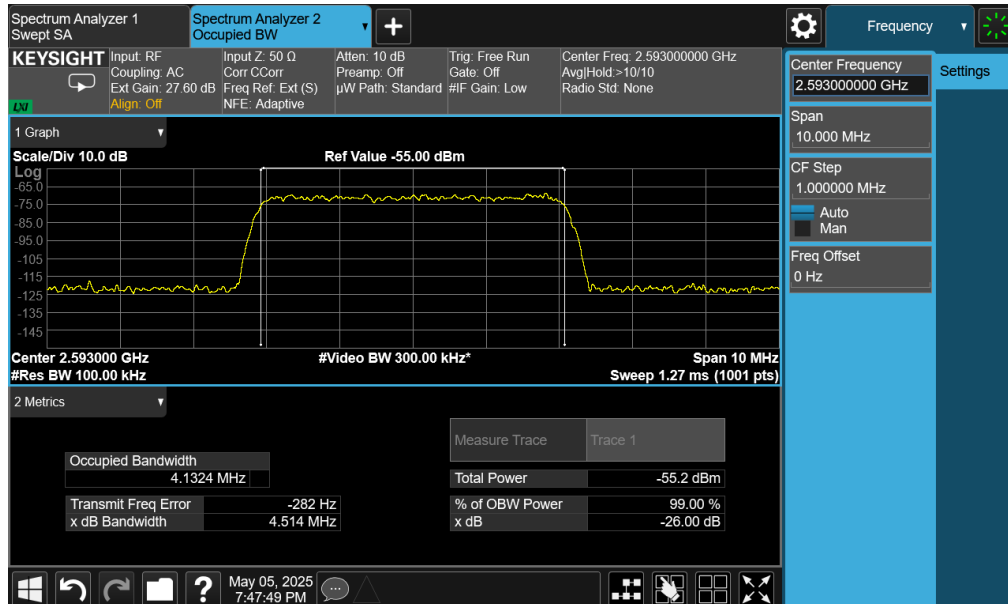 Spectrum Analyzer 1
Swept SA
Spectrum Analyzer 2
Occupied BW
▼
+
Frequency
▼
KEYSIGHT
LXI
Input: RF
Coupling: AC
Ext Gain: 27.60 dB
Align: Off
Input Z: 50 Ω
Corr CCorr
Freq Ref: Ext (S)
NFE: Adaptive
Atten: 10 dB
Preamp: Off
µW Path: Standard
Trig: Free Run
Gate: Off
#IF Gain: Low
Center Freq: 2.593000000 GHz
Avg|Hold:>10/10
Radio Std: None
Center Frequency
2.593000000 GHz
Settings
Span
10.000 MHz
CF Step
1.000000 MHz
Auto
Man
Freq Offset
0 Hz
1 Graph ▼
Scale/Div 10.0 dB
Ref Value -55.00 dBm
Log
-65.0
-75.0
-85.0
-95.0
-105
-115
-125
-135
-145
Center 2.593000 GHz
#Video BW 300.00 kHz*
Span 10 MHz
#Res BW 100.00 kHz
Sweep 1.27 ms (1001 pts)
2 Metrics ▼
Measure Trace Trace 1
Occupied Bandwidth
4.1324 MHz
Total Power -55.2 dBm
Transmit Freq Error -282 Hz
% of OBW Power 99.00 %
x dB Bandwidth 4.514 MHz
x dB -26.00 dB
?
May 05, 2025
7:47:49 PM